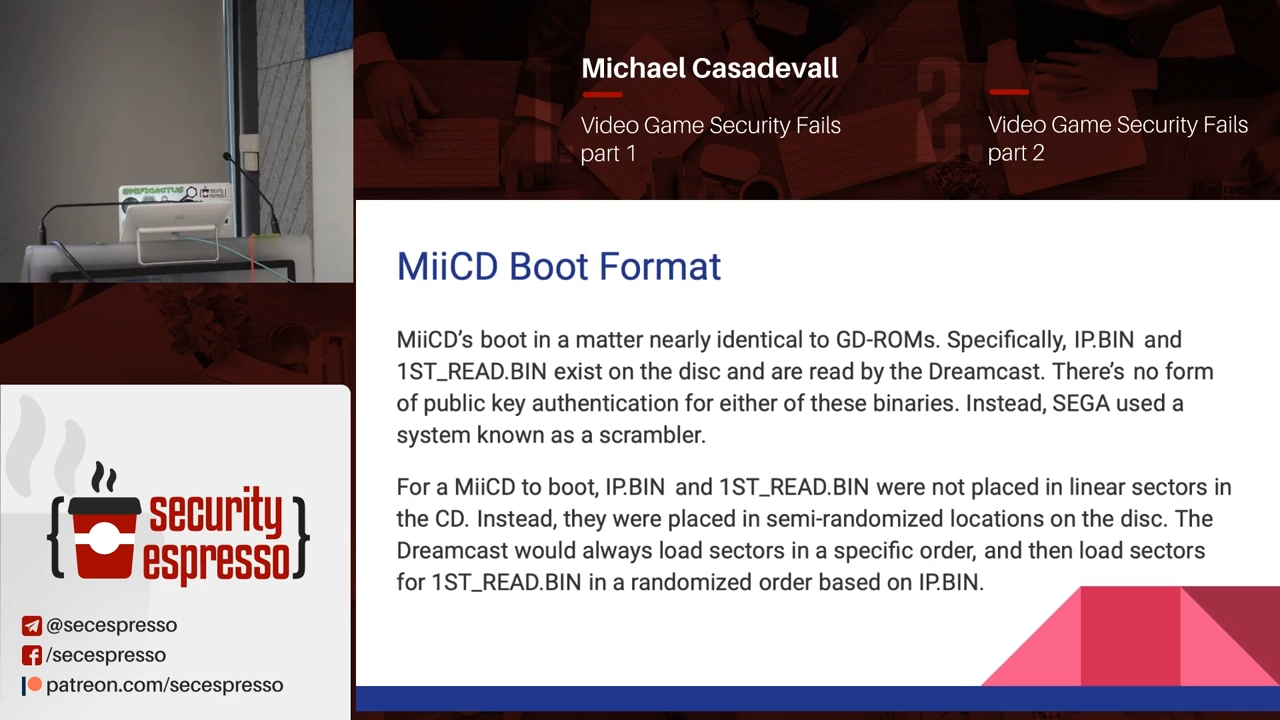 Michael Casadevall
Video Game Security Fails
part 1
Video Game Security Fails
part 2
MiiCD Boot Format
MiiCD’s boot in a matter nearly identical to GD-ROMs. Specifically, IP.BIN and
1ST_READ.BIN exist on the disc and are read by the Dreamcast. There’s no form
of public key authentication for either of these binaries. Instead, SEGA used a
system known as a scrambler.
For a MiiCD to boot, IP.BIN and 1ST_READ.BIN were not placed in linear sectors in
the CD. Instead, they were placed in semi-randomized locations on the disc. The
Dreamcast would always load sectors in a specific order, and then load sectors
for 1ST_READ.BIN in a randomized order based on IP.BIN.
security
espresso
@secespresso
/secespresso
patreon.com/secespresso